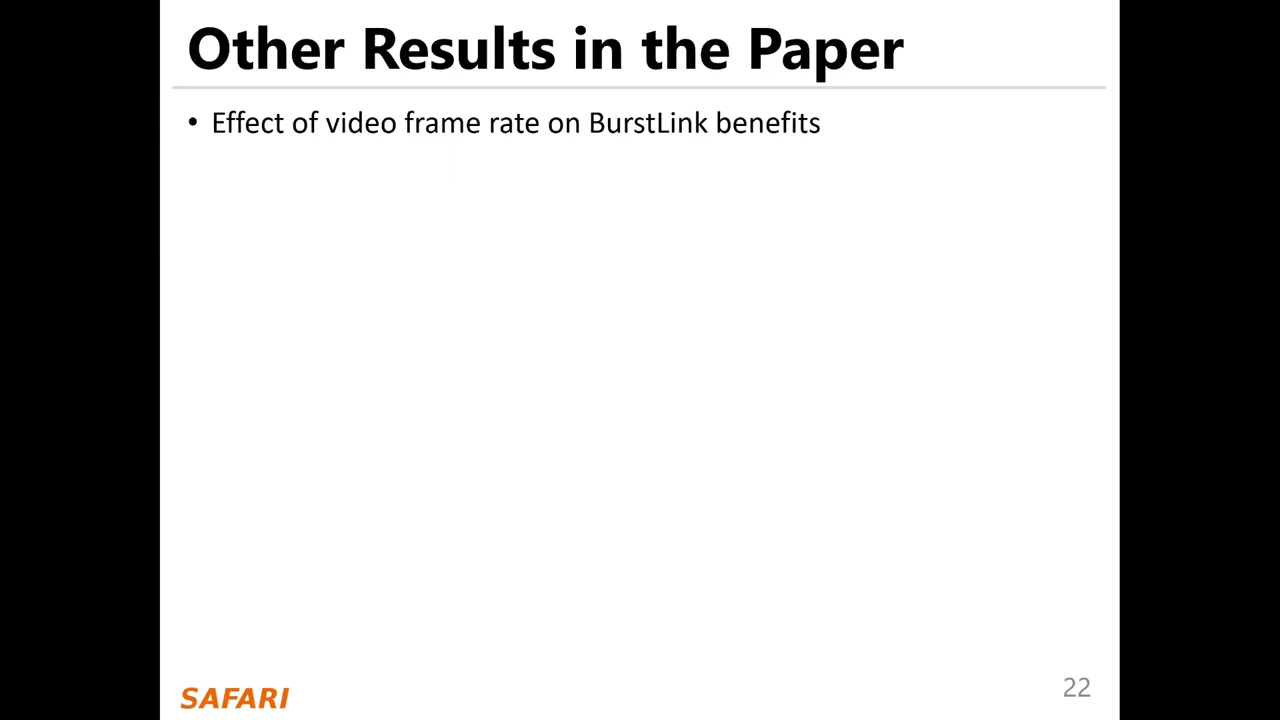 Other Results in the Paper
• Effect of video frame rate on BurstLink benefits
SAFARI
22